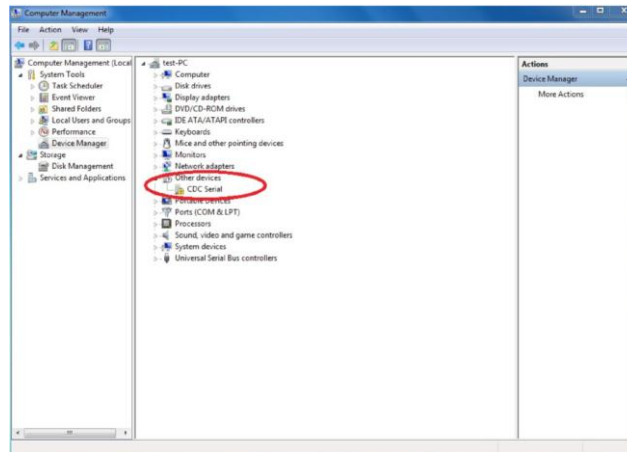 Computer Management
File Action View Help
Computer Management (Local
System Tools
Task Scheduler
Event Viewer
Shared Folders
Local Users and Groups
Performance
Device Manager
Storage
Disk Management
Services and Applications
test-PC
Computer
Disk drives
Display adapters
DVD/CD-ROM drives
IDE ATA/ATAPI controllers
Keyboards
Mice and other pointing devices
Monitors
Network adapters
Other devices
CDC Serial
Portable Devices
Ports (COM & LPT)
Processors
Sound, video and game controllers
System devices
Universal Serial Bus controllers
Actions
Device Manager
More Actions